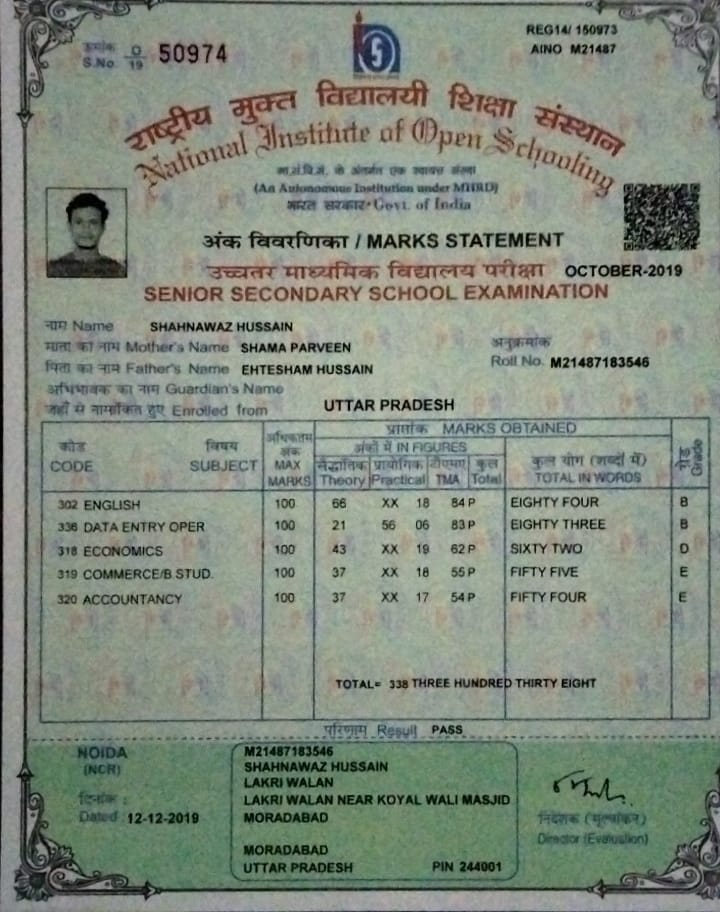 क्रमांक O 50974
S.No. 19
REG14/ 150973
AINO M21487
राष्ट्रीय मुक्त विद्यालयी शिक्षा संस्थान
National Institute of Open Schooling
मा.सं.वि.मं. के अंतर्गत एक स्वायत्त संस्था
(An Autonomous Institution under MHRD)
भारत सरकार•Govt. of India
अंक विवरणिका / MARKS STATEMENT
उच्चतर माध्यमिक विद्यालय परीक्षा OCTOBER-2019
SENIOR SECONDARY SCHOOL EXAMINATION
नाम Name SHAHNAWAZ HUSSAIN
माता का नाम Mother's Name SHAMA PARVEEN
पिता का नाम Father's Name EHTESHAM HUSSAIN
अनुक्रमांक
Roll No. M21487183546
अभिभावक का नाम Guardian's Name
जहाँ से नामांकित हुए Enrolled from UTTAR PRADESH
प्राप्तांक MARKS OBTAINED
कोड विषय अधिकतम अंक अंकों में IN FIGURES कुल योग (शब्दों में) ग्रेड
CODE SUBJECT MAX MARKS सैद्धांतिक Theory प्रायोगिक Practical टीएमए TMA कुल Total TOTAL IN WORDS Grade
302 ENGLISH 100 66 XX 18 84 P EIGHTY FOUR B
336 DATA ENTRY OPER 100 21 56 06 83 P EIGHTY THREE B
318 ECONOMICS 100 43 XX 19 62 P SIXTY TWO D
319 COMMERCE/B STUD. 100 37 XX 18 55 P FIFTY FIVE E
320 ACCOUNTANCY 100 37 XX 17 54 P FIFTY FOUR E
TOTAL= 338 THREE HUNDRED THIRTY EIGHT
परिणाम Result PASS
NOIDA
(NCR)
दिनांक :
Dated 12-12-2019
M21487183546
SHAHNAWAZ HUSSAIN
LAKRI WALAN
LAKRI WALAN NEAR KOYAL WALI MASJID
MORADABAD
MORADABAD
UTTAR PRADESH PIN 244001
निदेशक (मूल्यांकन)
Director (Evaluation)